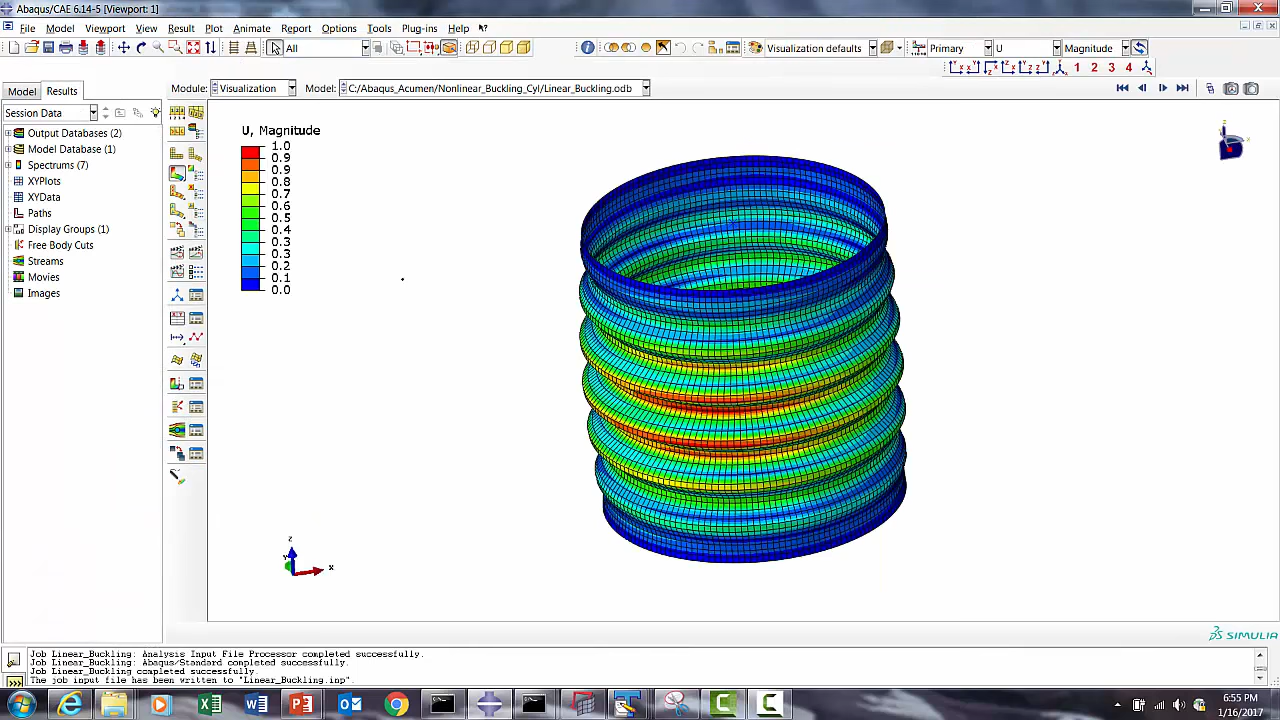 Abaqus/CAE 6.14-5 [Viewport: 1]
File Model Viewport View Result Plot Animate Report Options Tools Plug-ins Help
All Visualization defaults Primary U Magnitude
1 2 3 4
Model Results Module: Visualization Model: C:/Abaqus_Acumen/Nonlinear_Buckling_Cyl/Linear_Buckling.odb
Session Data
Output Databases (2)
Model Database (1)
Spectrums (7)
XYPlots
XYData
Paths
Display Groups (1)
Free Body Cuts
Streams
Movies
Images
U, Magnitude
1.0
0.9
0.8
0.7
0.6
0.5
0.4
0.3
0.2
0.1
0.0
z
x
SIMULIA
Job Linear_Buckling: Analysis Input File Processor completed successfully.
Job Linear_Buckling: Abaqus/Standard completed successfully.
Job Linear_Buckling completed successfully.
The job input file has been written to "Linear_Buckling.inp".
6:55 PM
1/16/2017